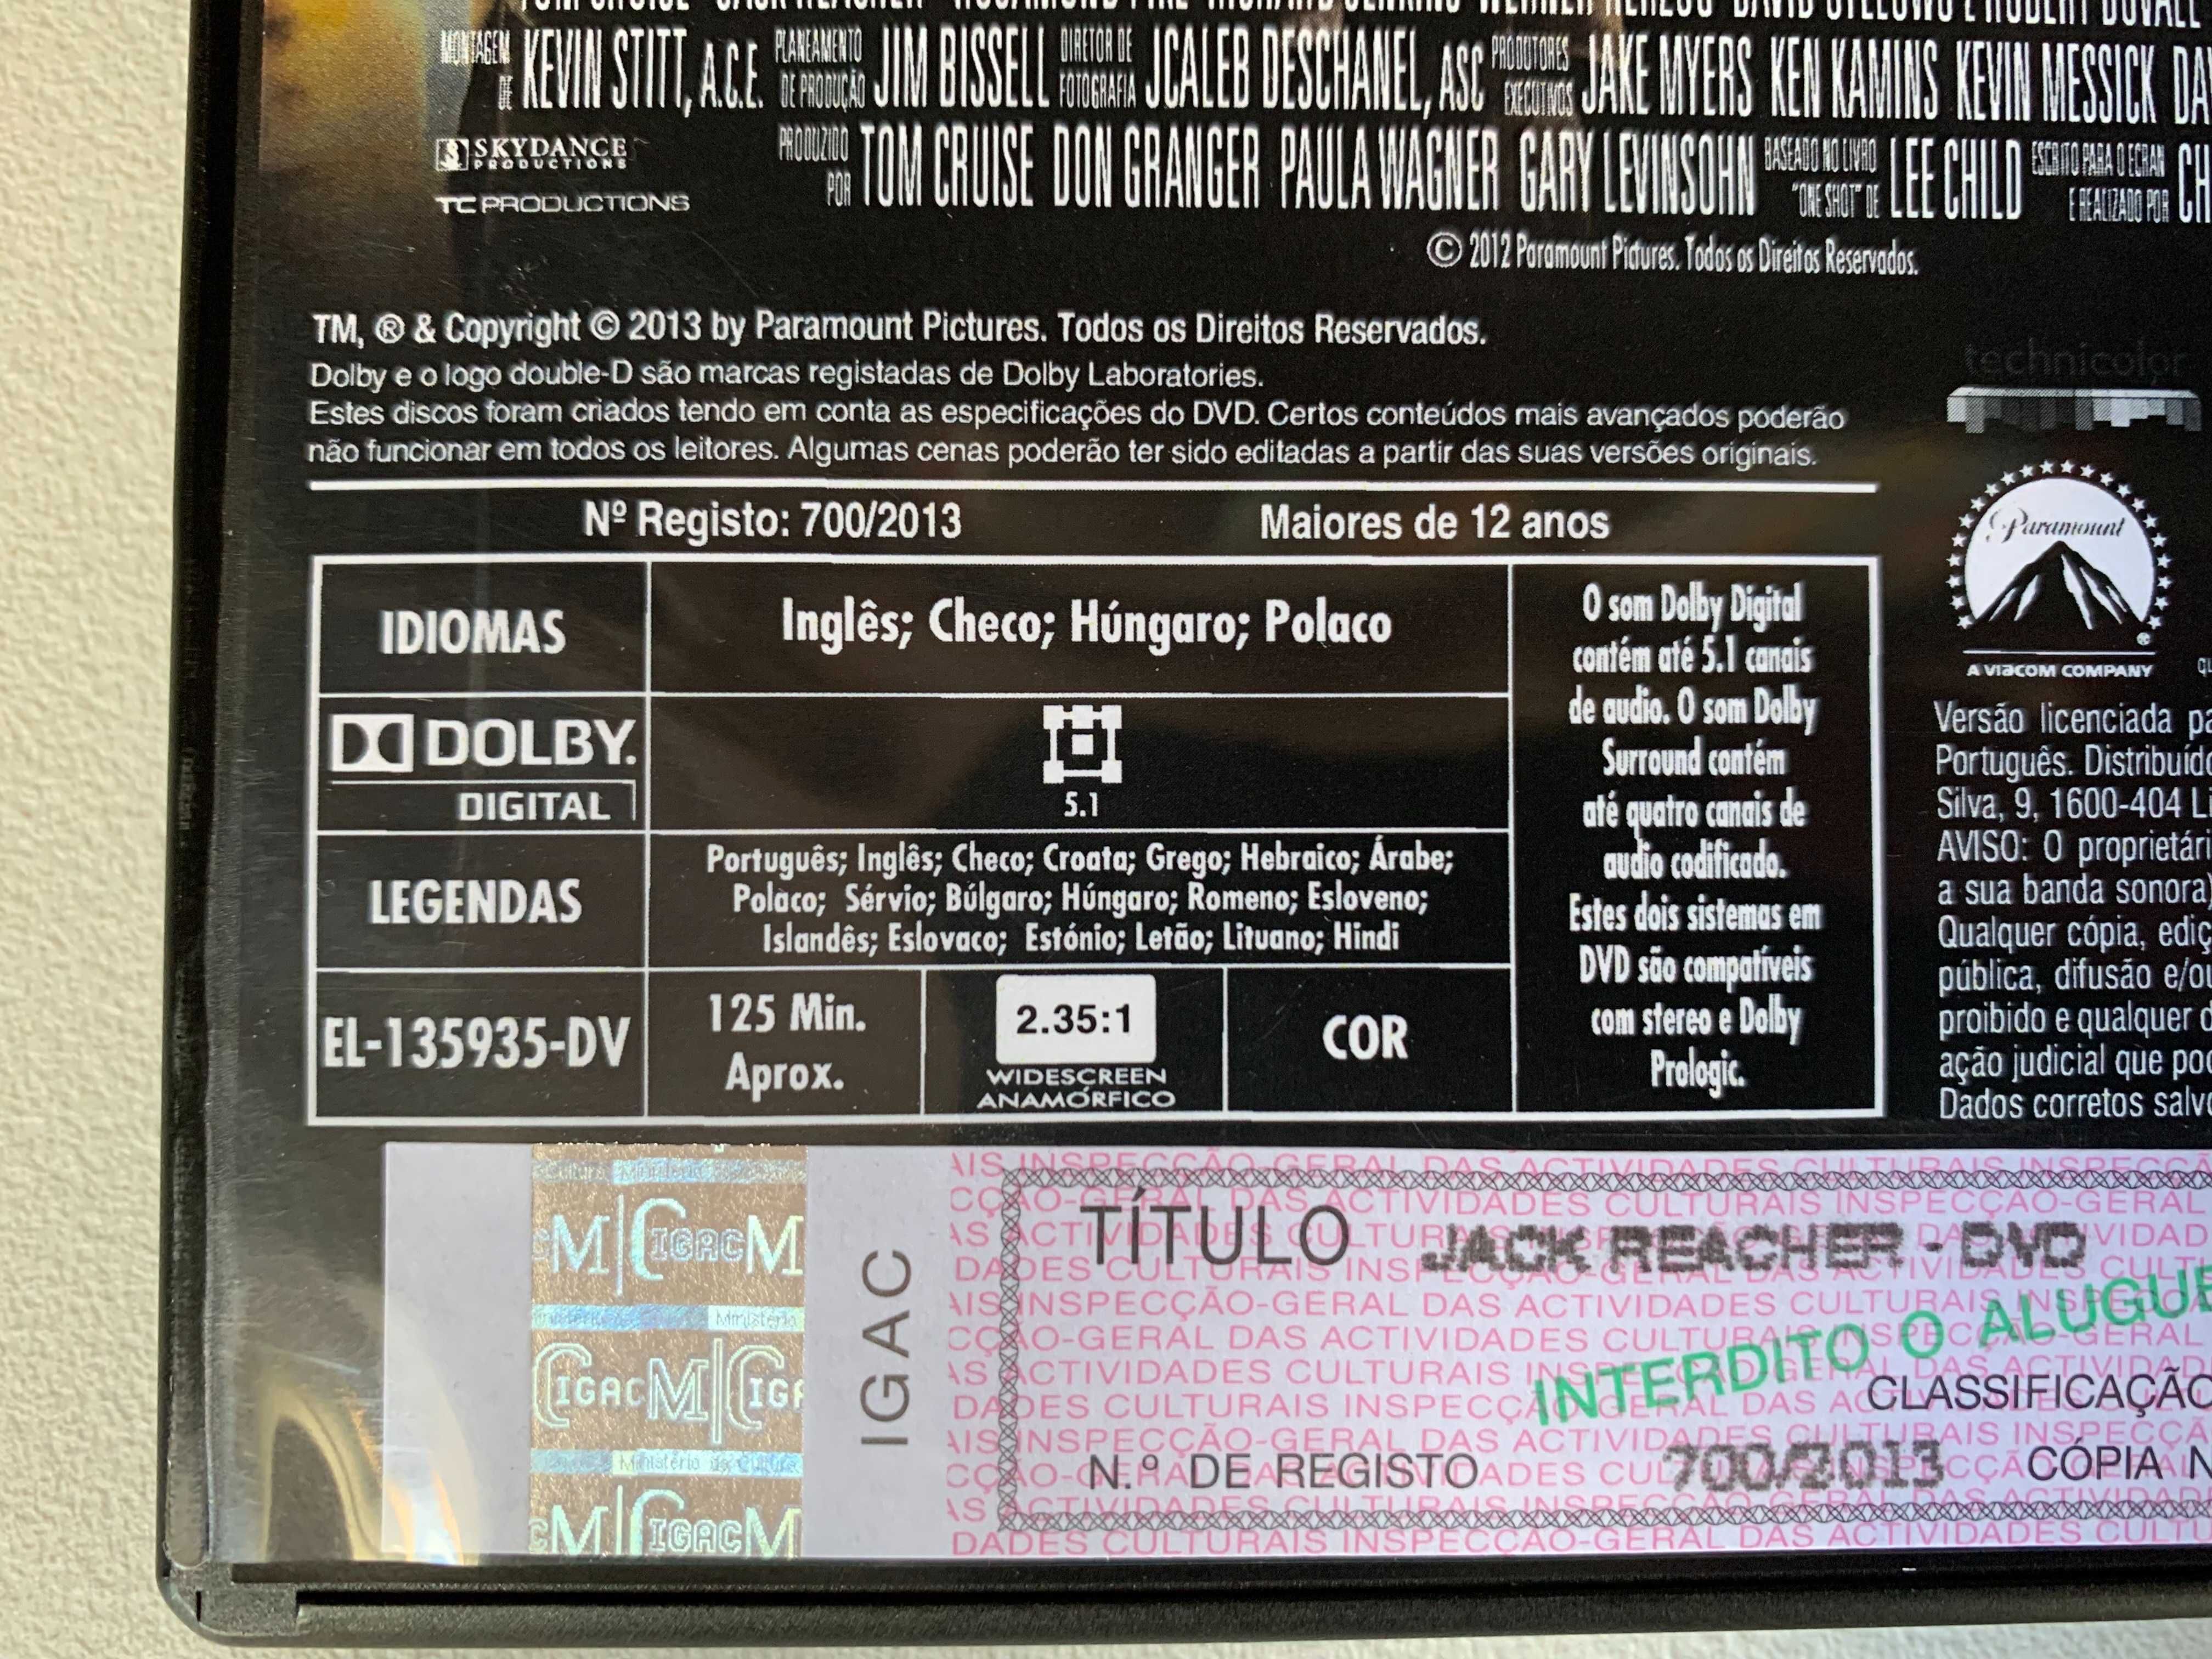 MONTAGEM DE KEVIN STITT, A.C.E. PLANEAMENTO DE PRODUÇÃO JIM BISSELL DIRETOR DE FOTOGRAFIA JCALEB DESCHANEL, ASC PRODUTORES EXECUTIVOS JAKE MYERS KEN KAMINS KEVIN MESSICK
SKYDANCE
PRODUCTIONS
TC PRODUCTIONS
PRODUZIDO POR TOM CRUISE DON GRANGER PAULA WAGNER GARY LEVINSOHN BASEADO NO LIVRO "ONE SHOT" DE LEE CHILD ESCRITO PARA O ECRAN E REALIZADO POR
© 2012 Paramount Pictures. Todos os Direitos Reservados.
TM, ® & Copyright © 2013 by Paramount Pictures. Todos os Direitos Reservados.
Dolby e o logo double-D são marcas registadas de Dolby Laboratories.
Estes discos foram criados tendo em conta as especificações do DVD. Certos conteúdos mais avançados poderão
não funcionar em todos os leitores. Algumas cenas poderão ter sido editadas a partir das suas versões originais.
technicolor
Nº Registo: 700/2013 Maiores de 12 anos
IDIOMAS
Inglês; Checo; Húngaro; Polaco
DOLBY.
DIGITAL
5.1
LEGENDAS
Português; Inglês; Checo; Croata; Grego; Hebraico; Árabe;
Polaco; Sérvio; Búlgaro; Húngaro; Romeno; Esloveno;
Islandês; Eslovaco; Estónio; Letão; Lituano; Hindi
EL-135935-DV
125 Min.
Aprox.
2.35:1
WIDESCREEN
ANAMÓRFICO
COR
O som Dolby Digital
contém até 5.1 canais
de audio. O som Dolby
Surround contém
até quatro canais de
audio codificado.
Estes dois sistemas em
DVD são compatíveis
com stereo e Dolby
Prologic.
Paramount
®
A VIACOM COMPANY
Versão licenciada
Português.
Silva, 9, 1600-404
AVISO: O
a sua banda sonora)
Qualquer cópia,
pública, difusão
proibido e qualquer
ação judicial que
Dados corretos
IGAC
TÍTULO JACK REACHER - DVD
INTERDITO O
CLASSIFICAÇÃO
N.º DE REGISTO 700/2013 CÓPIA
INSPECÇÃO-GERAL DAS ACTIVIDADES CULTURAIS
IGAC
Ministério da Cultura